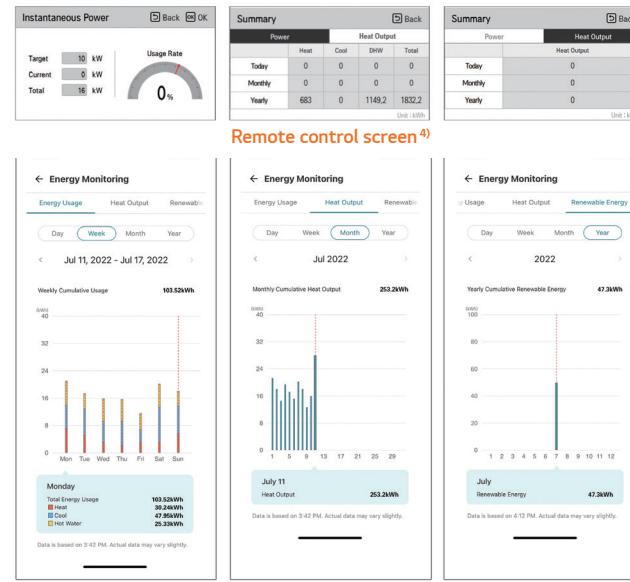 Instantaneous Power Back OK OK
Target 10 kW
Current 0 kW
Total 16 kW
Usage Rate
0%
Summary Back
Power Heat Output
Heat Cool DHW Total
Today 0 0 0 0
Monthly 0 0 0 0
Yearly 683 0 1149,2 1832,2
Unit : kWh
Summary Bac
Power Heat Output
Heat Output
Today 0
Monthly 0
Yearly 0
Unit : k
Remote control screen 4)
← Energy Monitoring
Energy Usage Heat Output Renewabl
Day Week Month Year
< Jul 11, 2022 - Jul 17, 2022 >
Weekly Cumulative Usage 103.52kWh
(kWh)
40
32
24
16
8
0
Mon Tue Wed Thu Fri Sat Sun
Monday
Total Energy Usage 103.52kWh
Heat 30.24kWh
Cool 47.95kWh
Hot Water 25.33kWh
Data is based on 3:42 PM. Actual data may vary slightly.
← Energy Monitoring
Energy Usage Heat Output Renewab
Day Week Month Year
< Jul 2022 >
Monthly Cumulative Heat Output 253.2kWh
(kWh)
40
32
24
16
8
0
1 5 9 13 17 21 25 29
July 11
Heat Output 253.2kWh
Data is based on 3:42 PM. Actual data may vary slightly.
← Energy Monitoring
y Usage Heat Output Renewable Energy
Day Week Month Year
< 2022 >
Yearly Cumulative Renewable Energy 47.3kWh
(kWh)
100
80
60
40
20
0
1 2 3 4 5 6 7 8 9 10 11 12
July
Renewable Energy 47.3kWh
Data is based on 4:12 PM. Actual data may vary slightly.